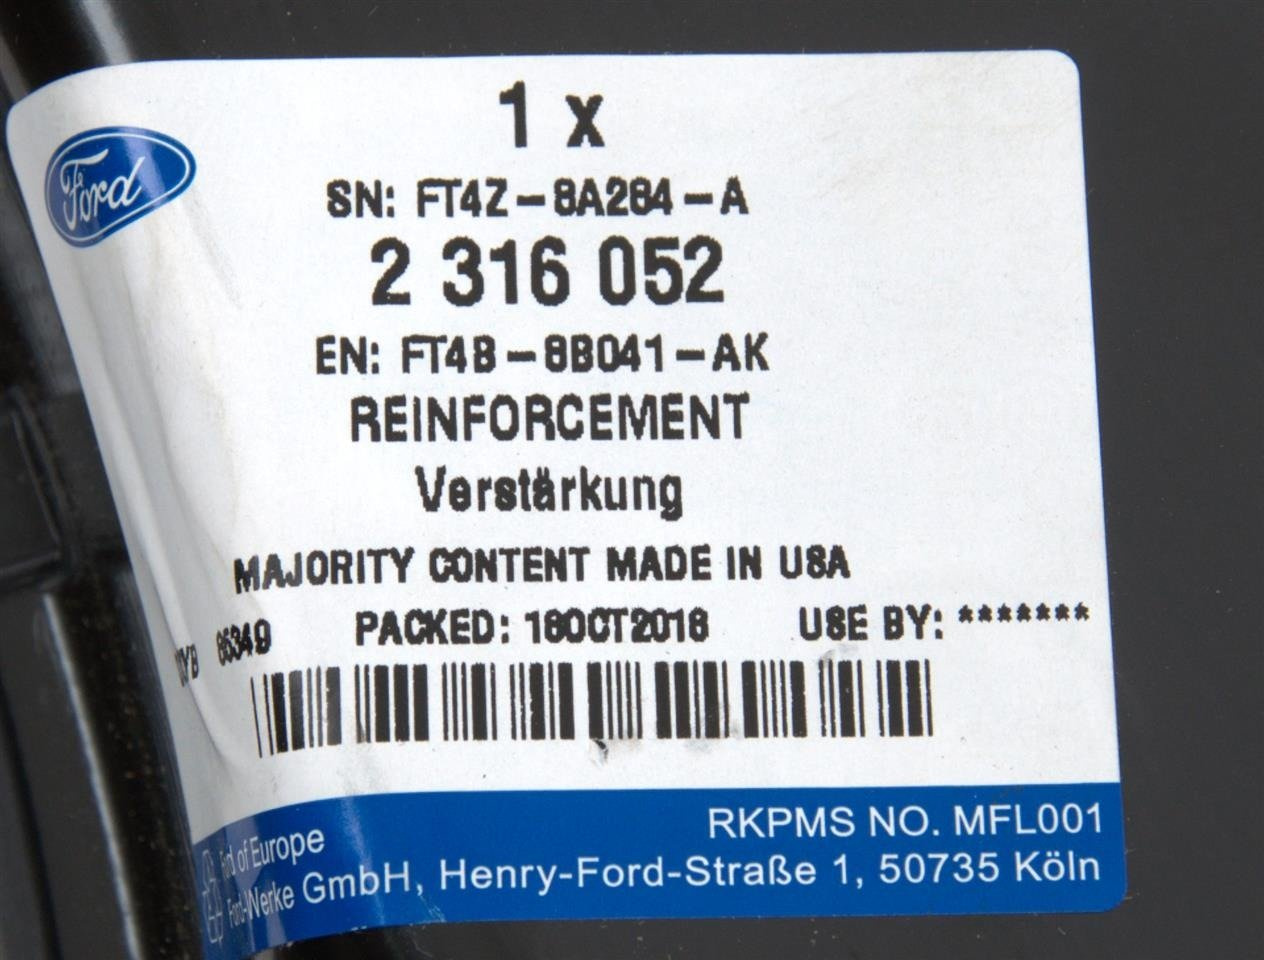 1 x
Ford
SN: FT4Z-8A284-A
2 316 052
EN: FT4B-8B041-AK
REINFORCEMENT
Verstärkung
MAJORITY CONTENT MADE IN USA
PACKED: 18OCT2018 USE BY: *******
RKPMS NO. MFL001
Ford of Europe
Ford-Werke GmbH, Henry-Ford-Straße 1, 50735 Köln